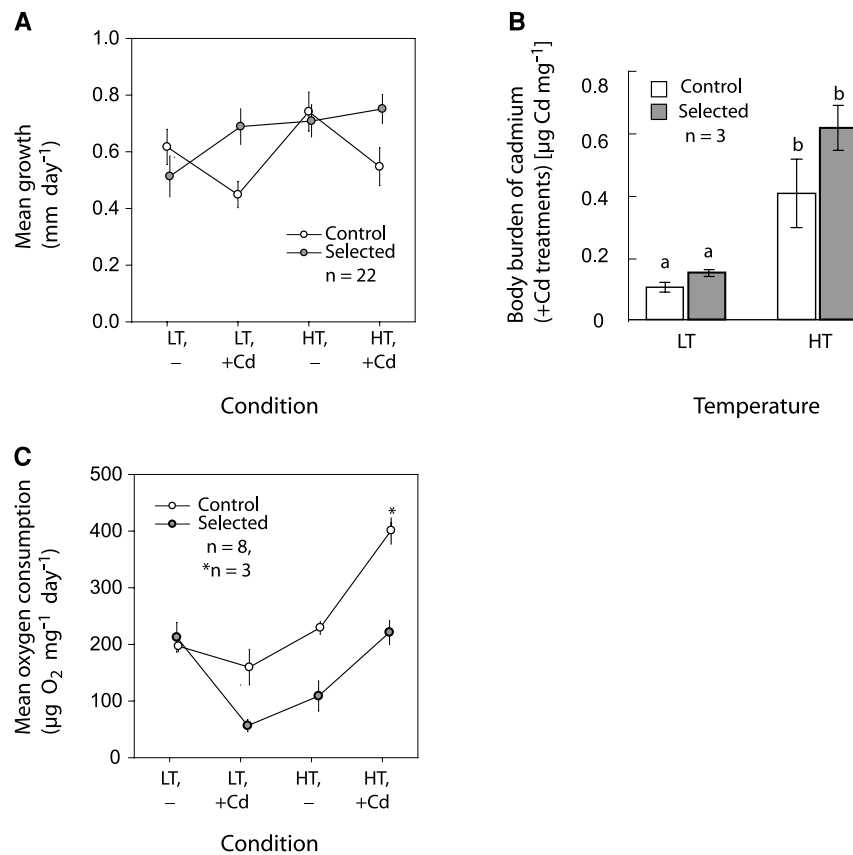 A
Mean growth
(mm day⁻¹)
1.0
0.8
0.6
0.4
0.2
0.0
Control
Selected
n = 22
LT, LT, HT, HT,
– +Cd – +Cd
Condition
B
Body burden of cadmium
(+Cd treatments) [µg Cd mg⁻¹]
0.8
0.6
0.4
0.2
0
Control
Selected
n = 3
a a b b
LT HT
Temperature
C
Mean oxygen consumption
(µg O₂ mg⁻¹ day⁻¹)
500
400
300
200
100
0
Control
Selected
n = 8,
*n = 3
*
LT, LT, HT, HT,
– +Cd – +Cd
Condition